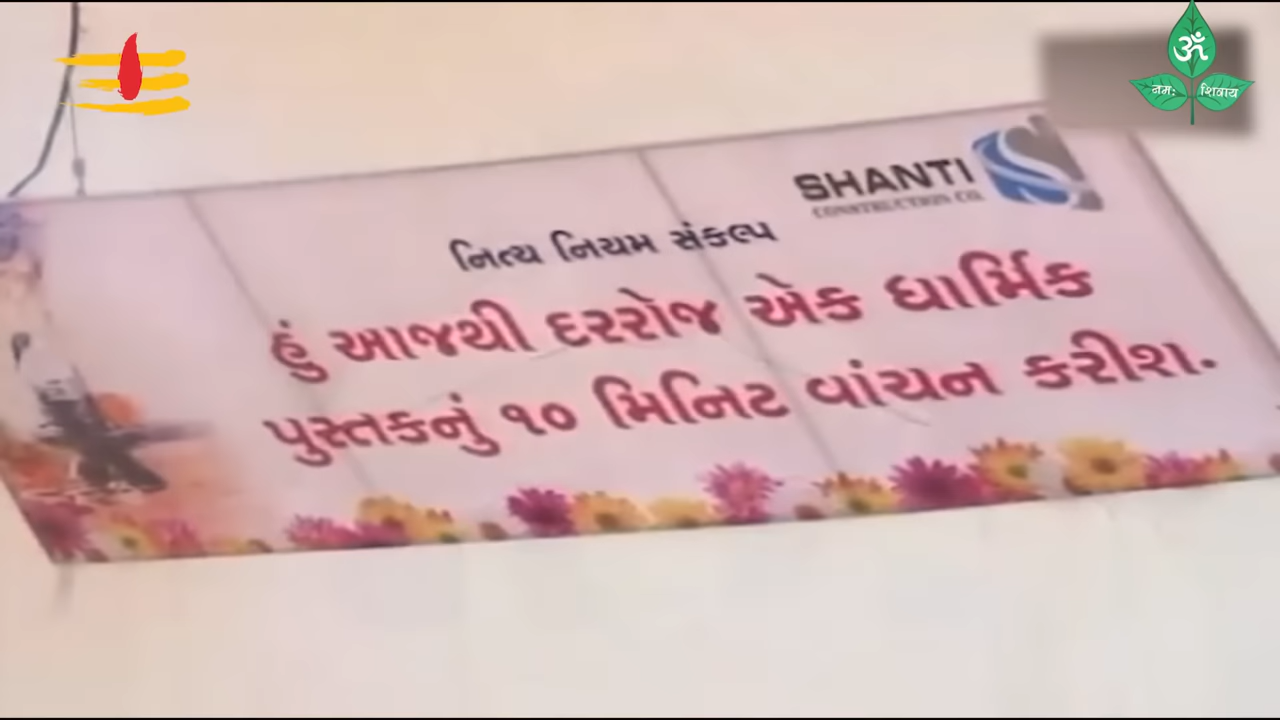 ॐ
नमः शिवाय
SHANTI
CONSTRUCTION CO.
નિત્ય નિયમ સંકલ્પ
હું આજથી દરરોજ એક ધાર્મિક
પુસ્તકનું ૧૦ મિનિટ વાંચન કરીશ.